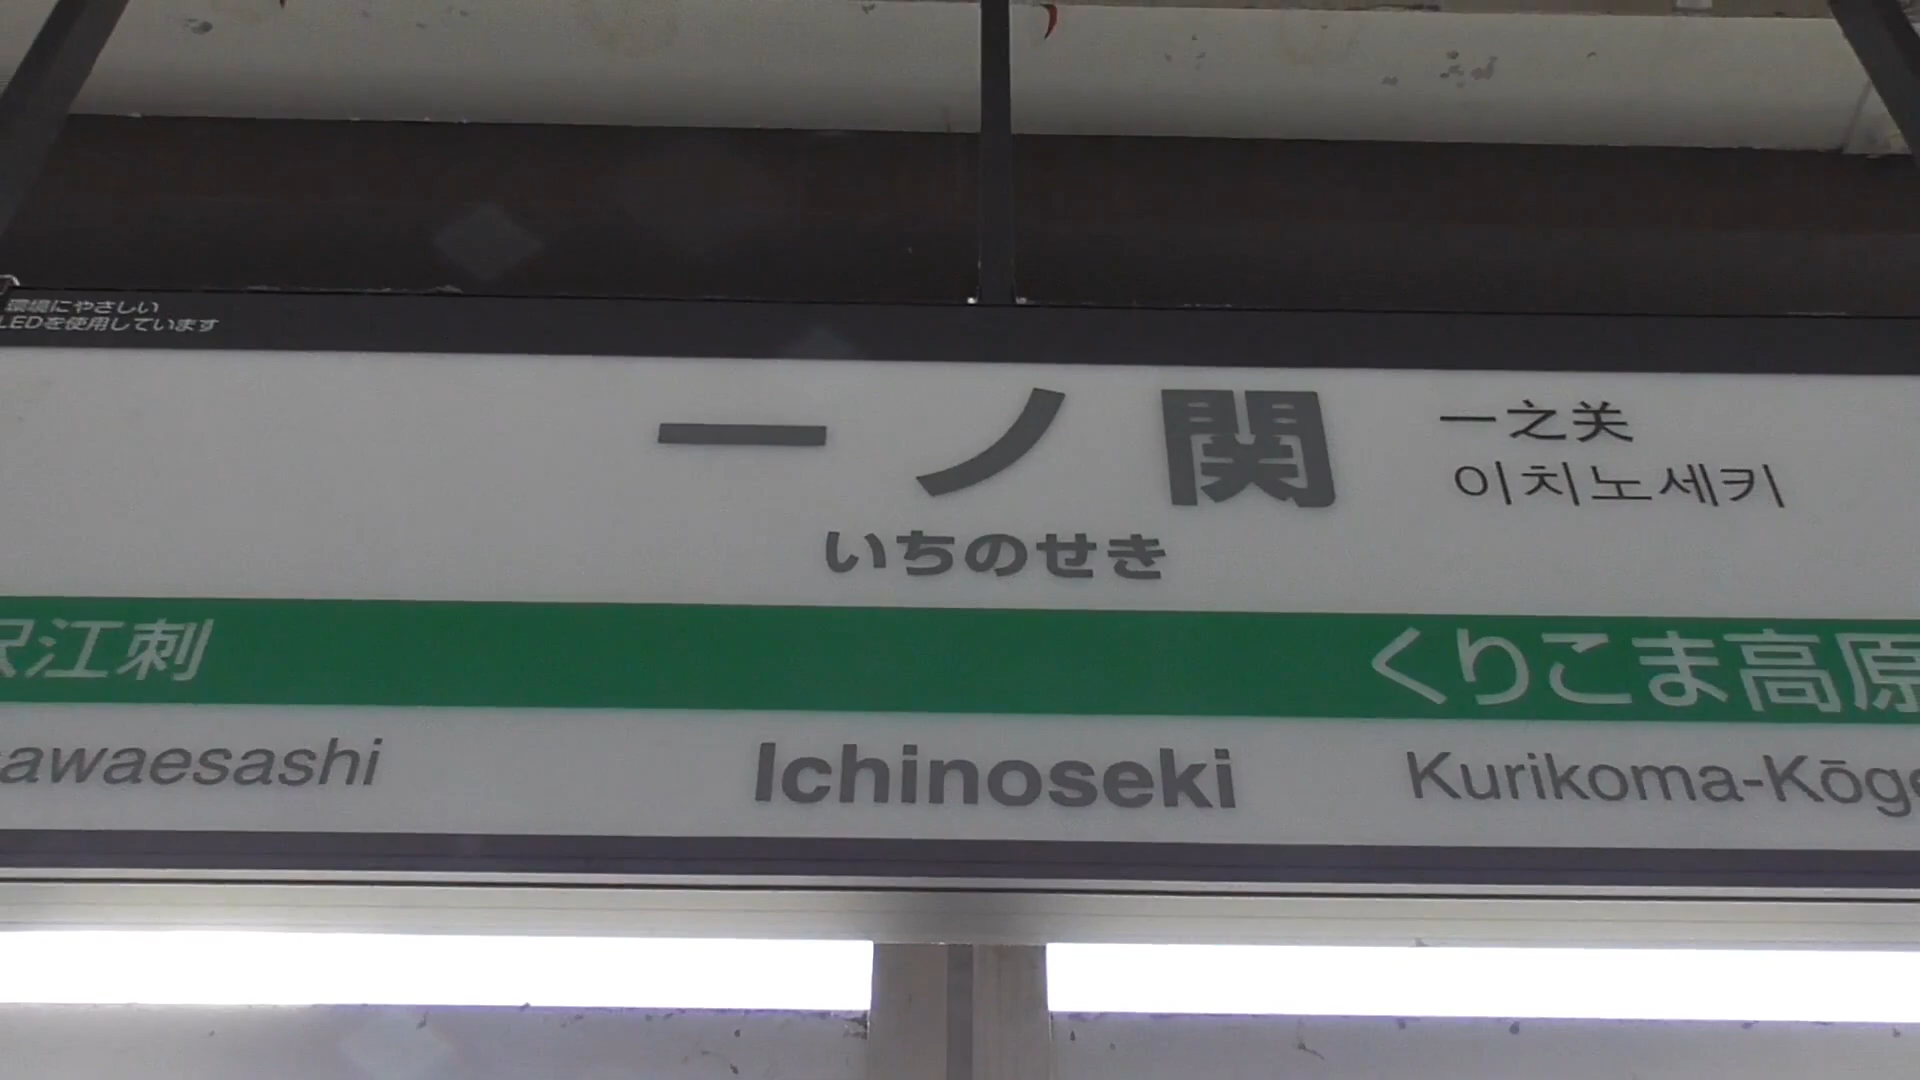 環境にやさしい
LEDを使用しています
一ノ関
一之关
이치노세키
いちのせき
沢江刺
くりこま高原
awaesashi
Ichinoseki
Kurikoma-Kōge